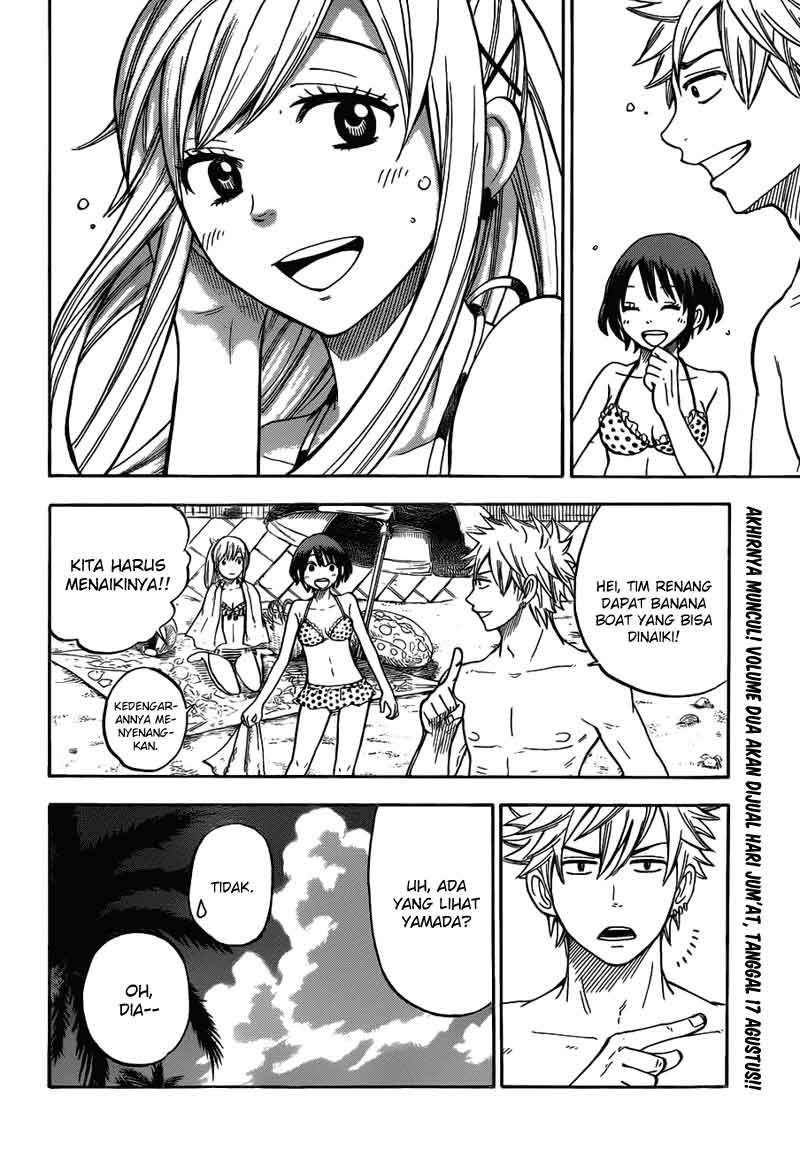 HEI, TIM RENANG
DAPAT BANANA
BOAT YANG BISA
DINAIKI!
KITA HARUS
MENAIKINYA!!
KEDENGAR-
ANNYA ME-
NYENANG-
KAN.
UH, ADA
YANG LIHAT
YAMADA?
TIDAK.
OH,
DIA--
AKHIRNYA MUNCUL! VOLUME DUA AKAN DIJUAL HARI JUM'AT, TANGGAL 17 AGUSTUS!!